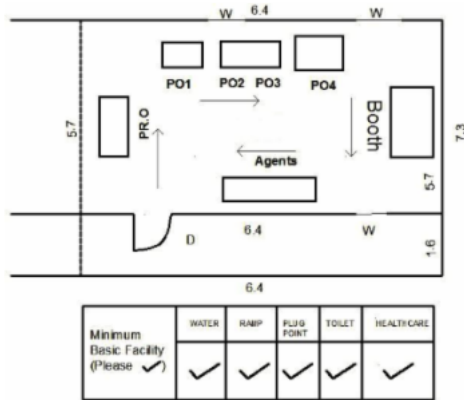 W 6.4 W
PO1 PO2 PO3 PO4
PR.O
Booth
5-7
7.3
Agents
5-7
D 6.4 W
1.6
6.4
WATER RAMP PLUG POINT TOILET HEALTHCARE
Minimum
Basic Facility
(Please ✓)
✓ ✓ ✓ ✓ ✓